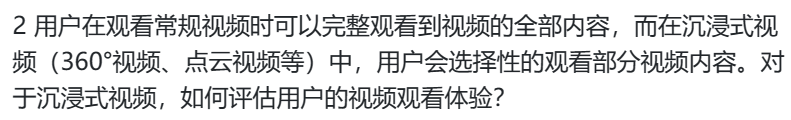 2 用户在观看常规视频时可以完整观看到视频的全部内容，而在沉浸式视
频（360°视频、点云视频等）中，用户会选择性的观看部分视频内容。对
于沉浸式视频，如何评估用户的视频观看体验？